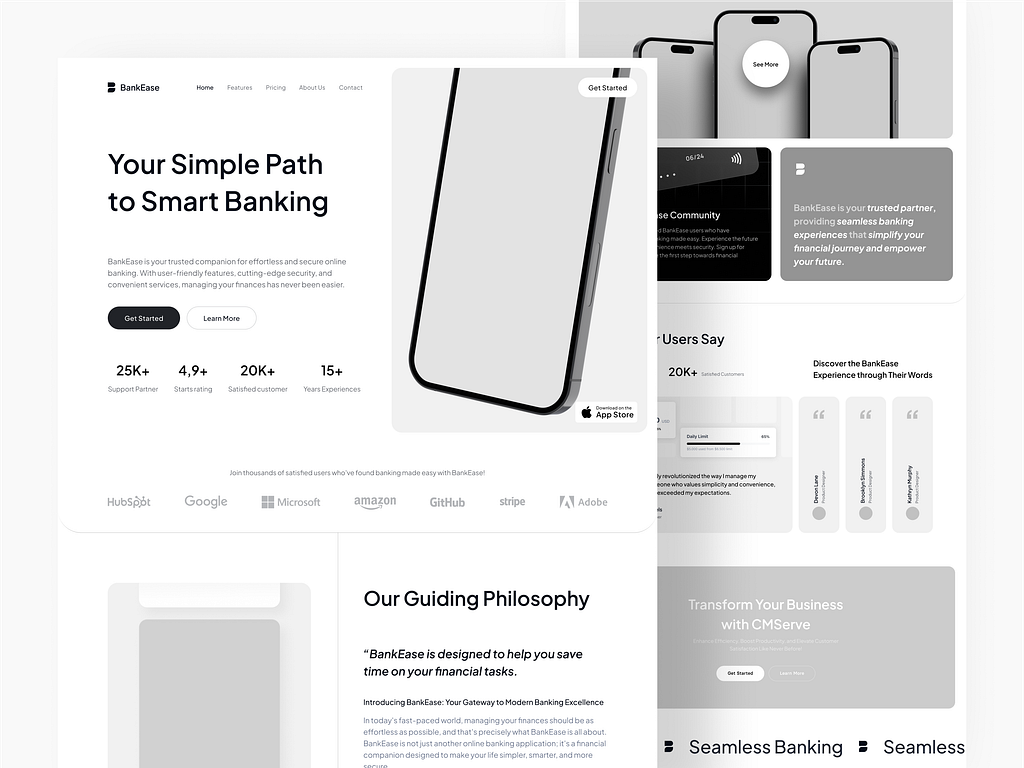 BankEase
Home
Features
Pricing
About Us
Contact
Get Started
Your Simple Path
to Smart Banking
BankEase is your trusted companion for effortless and secure online
banking. With user-friendly features, cutting-edge security, and
convenient services, managing your finances has never been easier.
Get Started
Learn More
25K+
Support Partner
4,9+
Starts rating
20K+
Satisfied customer
15+
Years Experiences
Download on the
App Store
Join thousands of satisfied users who've found banking made easy with BankEase!
HubSpot
Google
Microsoft
amazon
GitHub
stripe
Adobe
Our Guiding Philosophy
“BankEase is designed to help you save
time on your financial tasks.
Introducing BankEase: Your Gateway to Modern Banking Excellence
In today's fast-paced world, managing your finances should be as
effortless as possible, and that's precisely what BankEase is all about.
BankEase is not just another online banking application; it's a financial
companion designed to make your life simpler, smarter, and more
secure.
See More
06/24
se Community
d BankEase users who have
king made easy. Experience the future
ience meets security. Sign up for
the first step towards financial
BankEase is your trusted partner,
providing seamless banking
experiences that simplify your
financial journey and empower
your future.
r Users Say
20K+
Satisfied Customers
Discover the BankEase
Experience through Their Words
Daily Limit
65%
ly revolutionized the way I manage my
eone who values simplicity and convenience,
exceeded my expectations.
Devon Lane
Product Designer
Brooklyn Simmons
Product Designer
Kathryn Murphy
Product Designer
Transform Your Business
with CMServe
Get Started
Learn More
Seamless Banking
Seamless